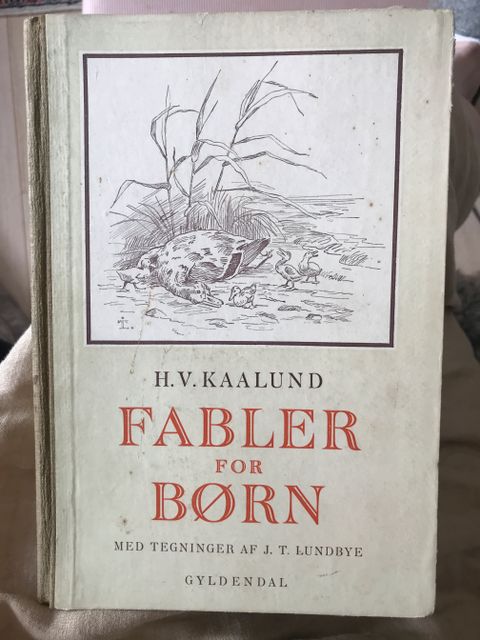 H.V. KAALUND
FABLER
FOR
BØRN
MED TEGNINGER AF J. T. LUNDBYE
GYLDENDAL